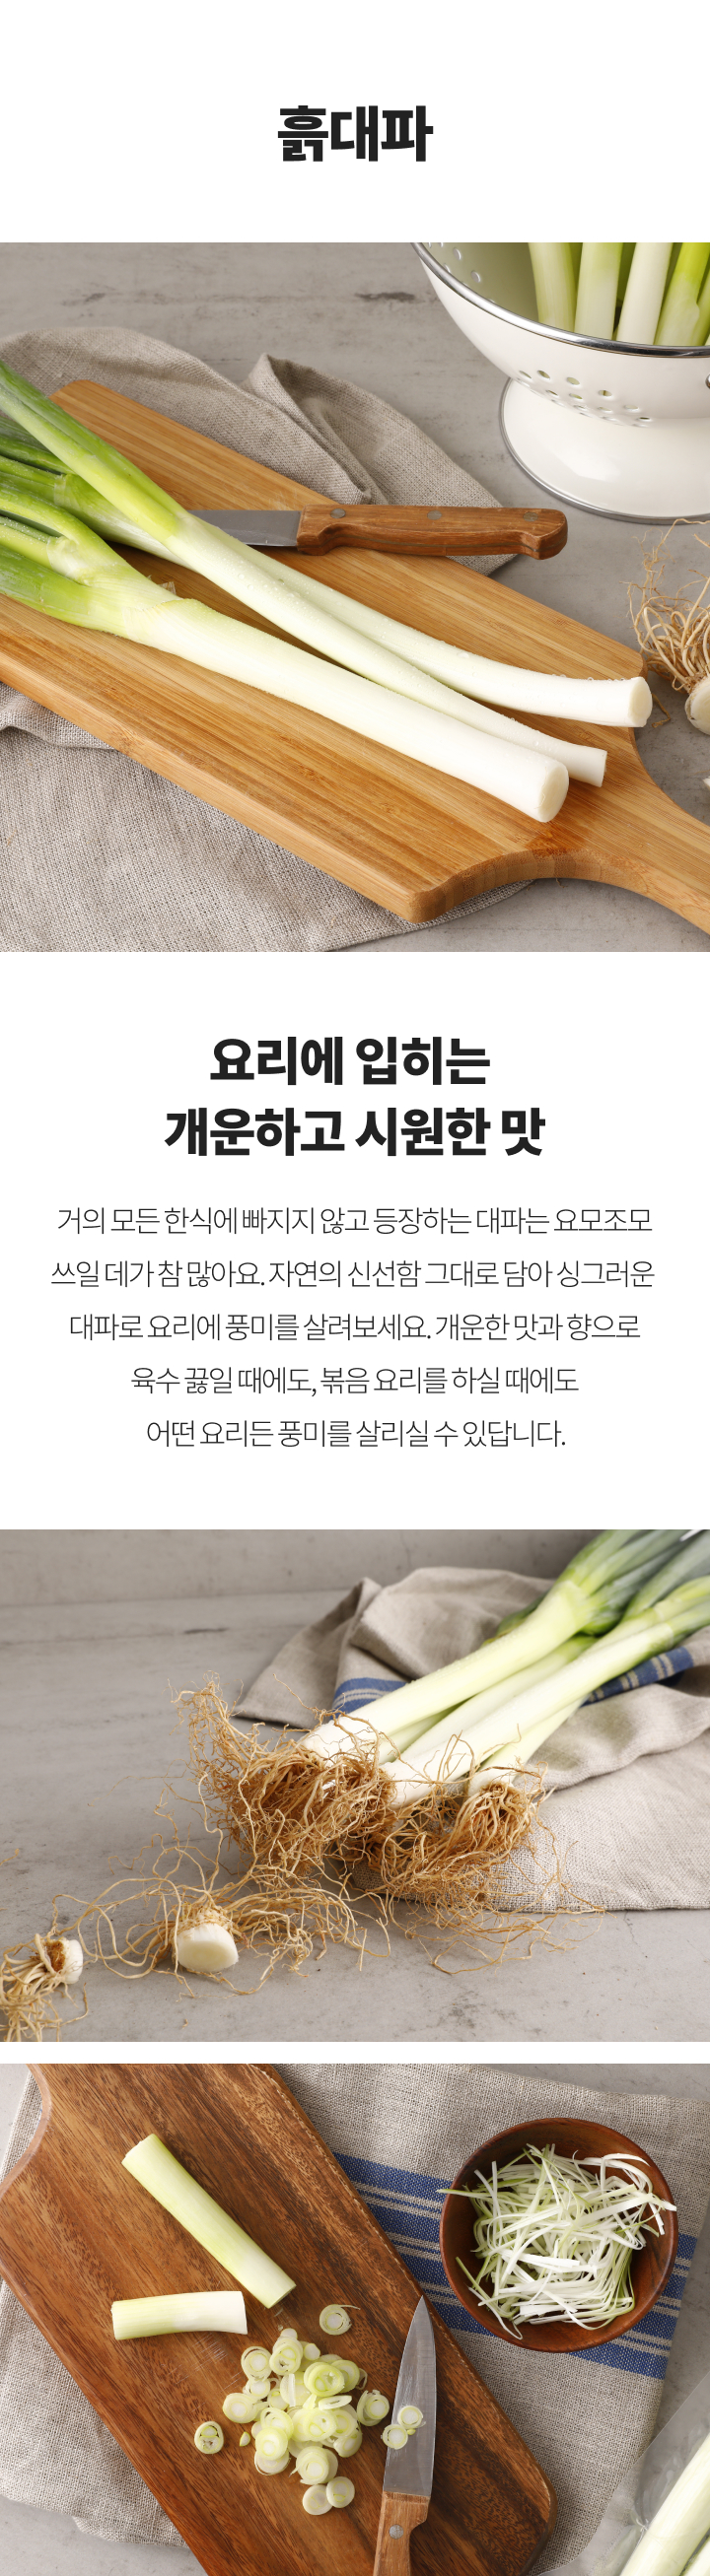 흙대파
요리에 입히는
개운하고 시원한 맛
거의 모든 한식에 빠지지 않고 등장하는 대파는 요모조모
쓰일 데가 참 많아요. 자연의 신선함 그대로 담아 싱그러운
대파로 요리에 풍미를 살려보세요. 개운한 맛과 향으로
육수 끓일 때에도, 볶음 요리를 하실 때에도
어떤 요리든 풍미를 살리실 수 있답니다.